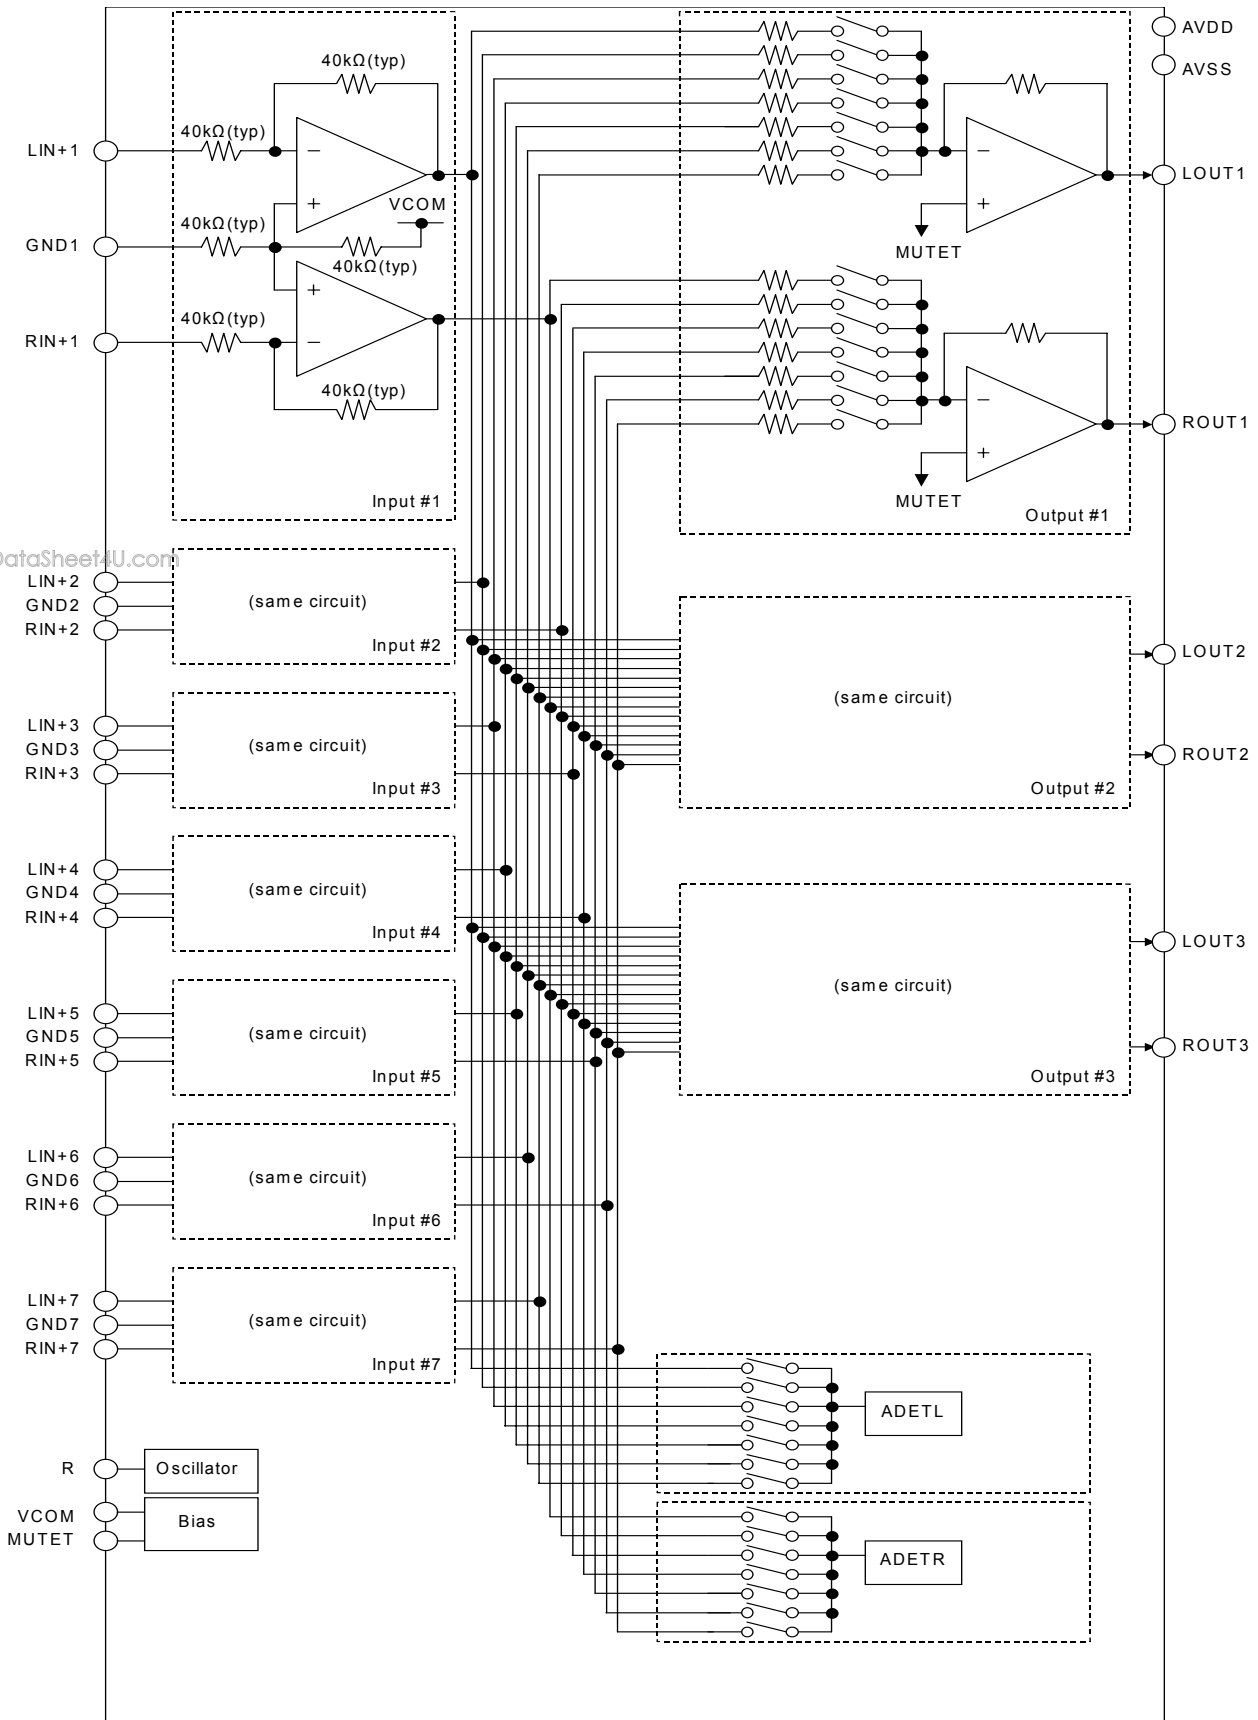 AVDD
AVSS
40kΩ(typ)
40kΩ(typ)
LIN+1
−
+
VCOM
40kΩ(typ)
GND1
40kΩ(typ)
+
40kΩ(typ)
RIN+1
−
40kΩ(typ)
Input #1
−
LOUT1
+
MUTET
−
ROUT1
+
MUTET
Output #1
DataSheet4U.com
LIN+2
GND2
RIN+2
(same circuit)
Input #2
LIN+3
GND3
RIN+3
(same circuit)
Input #3
LIN+4
GND4
RIN+4
(same circuit)
Input #4
LIN+5
GND5
RIN+5
(same circuit)
Input #5
LIN+6
GND6
RIN+6
(same circuit)
Input #6
LIN+7
GND7
RIN+7
(same circuit)
Input #7
(same circuit)
LOUT2
ROUT2
Output #2
(same circuit)
LOUT3
ROUT3
Output #3
ADETL
ADETR
R
Oscillator
VCOM
MUTET
Bias